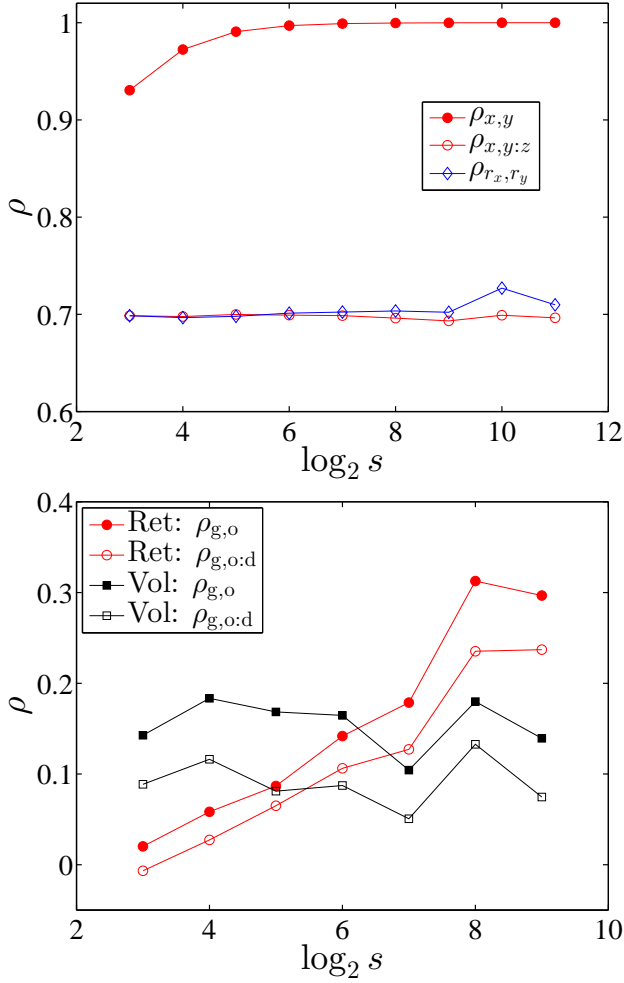 1
0.9
0.8
0.7
0.6
ρ
ρx,y
ρx,y:z
ρrx,ry
2 4 6 8 10 12
log2 s
0.4
0.3
0.2
0.1
0
ρ
Ret: ρg,o
Ret: ρg,o:d
Vol: ρg,o
Vol: ρg,o:d
2 4 6 8 10
log2 s